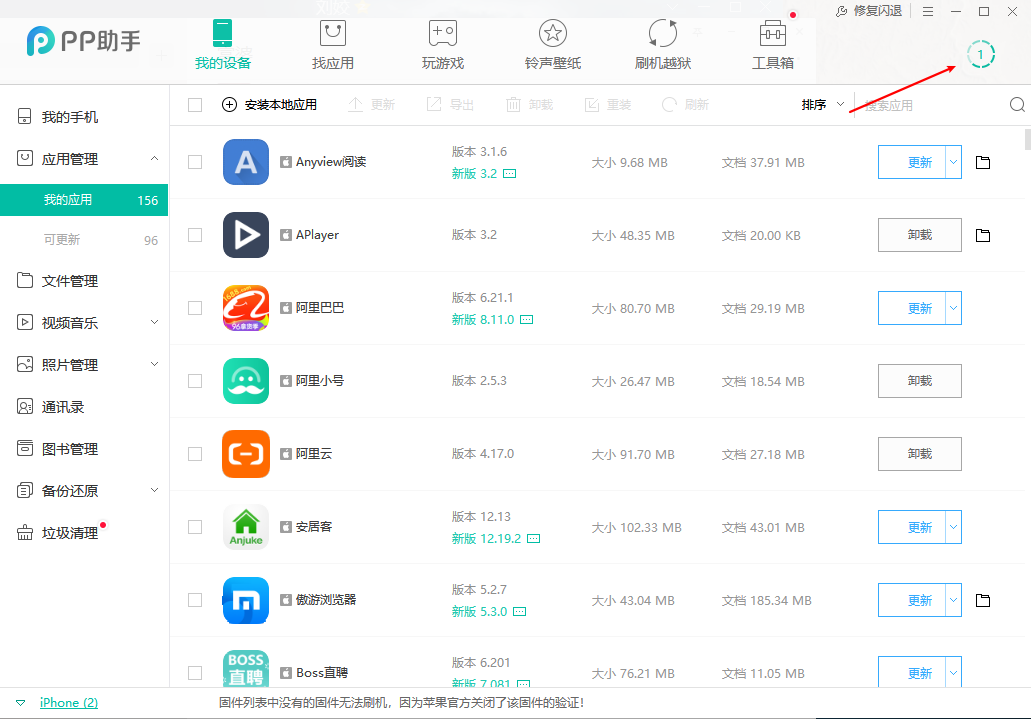 修复闪退
PP助手
我的设备
找应用
玩游戏
铃声壁纸
刷机越狱
工具箱
1
我的手机
应用管理
我的应用 156
可更新 96
文件管理
视频音乐
照片管理
通讯录
图书管理
备份还原
垃圾清理
安装本地应用 更新 导出 卸载 重装 刷新 排序 搜索应用
Anyview阅读 版本 3.1.6 大小 9.68 MB 文档 37.91 MB 更新
新版 3.2
APlayer 版本 3.2 大小 48.35 MB 文档 20.00 KB 卸载
1688.com
96拿货季
阿里巴巴 版本 6.21.1 大小 80.70 MB 文档 29.19 MB 更新
新版 8.11.0
阿里小号 版本 2.5.3 大小 26.47 MB 文档 18.54 MB 卸载
阿里云 版本 4.17.0 大小 91.70 MB 文档 27.18 MB 卸载
Anjuke
安居客 版本 12.13 大小 102.33 MB 文档 43.01 MB 更新
新版 12.19.2
傲游浏览器 版本 5.2.7 大小 43.04 MB 文档 185.34 MB 更新
新版 5.3.0
BOSS
直聘
Boss直聘 版本 6.201 大小 76.21 MB 文档 11.05 MB 更新
新版 7.081
iPhone (2)
固件列表中没有的固件无法刷机，因为苹果官方关闭了该固件的验证！